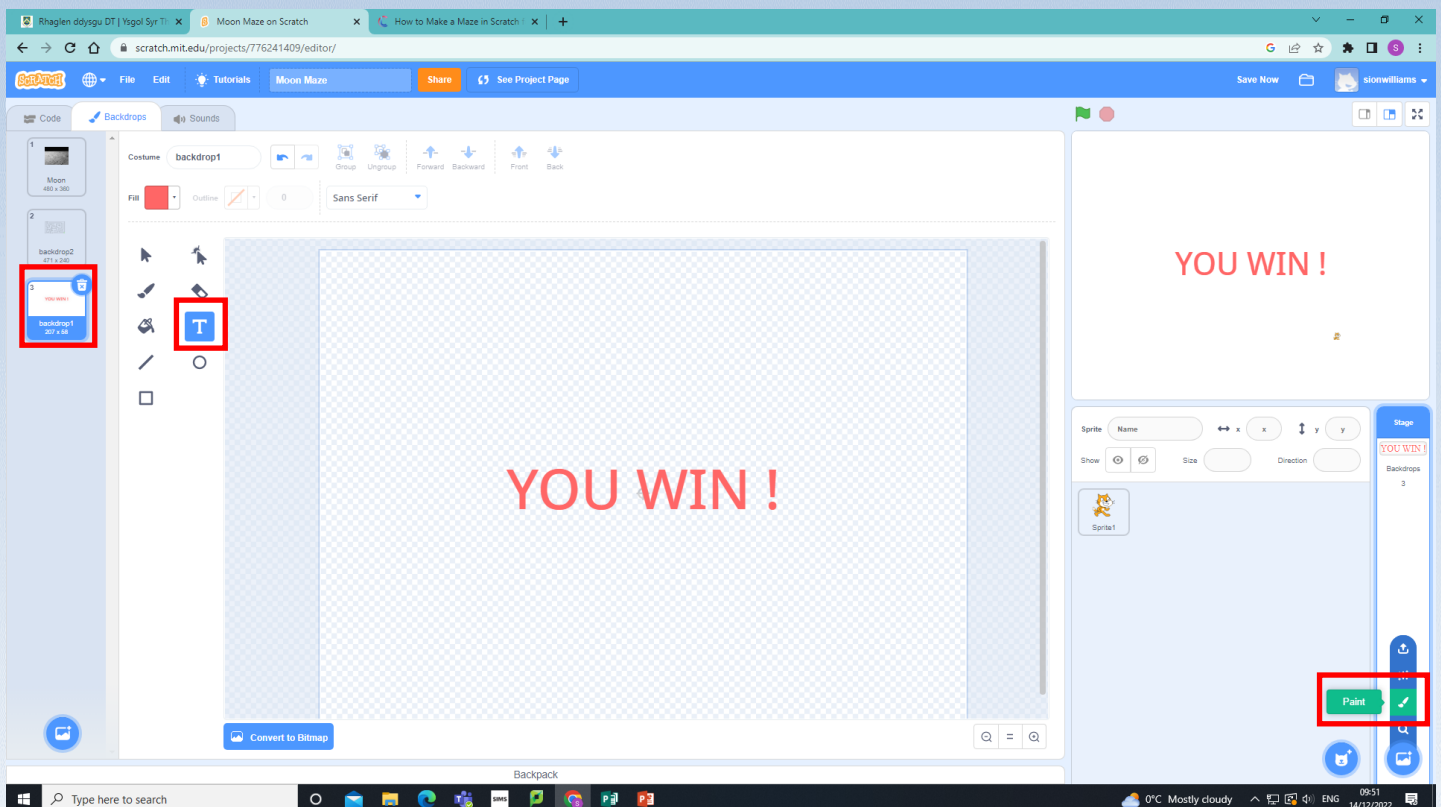 Rhaglen ddysgu DT | Ysgol Syr Th
Moon Maze on Scratch
How to Make a Maze in Scratch
scratch.mit.edu/projects/776241409/editor/
SCRATCH File Edit Tutorials Moon Maze Share See Project Page Save Now sionwilliams
Code Backdrops Sounds
1
Moon
480 x 360
2
backdrop2
471 x 240
3
YOU WIN !
backdrop1
207 x 58
Costume backdrop1 Group Ungroup Forward Backward Front Back
Fill Outline 0 Sans Serif
T
YOU WIN !
Convert to Bitmap
YOU WIN !
Sprite Name x x y y
Show Size Direction
Sprite1
Stage
YOU WIN !
Backdrops
3
Paint
Backpack
Type here to search
SIMS
0°C Mostly cloudy ENG 09:51
14/12/2022